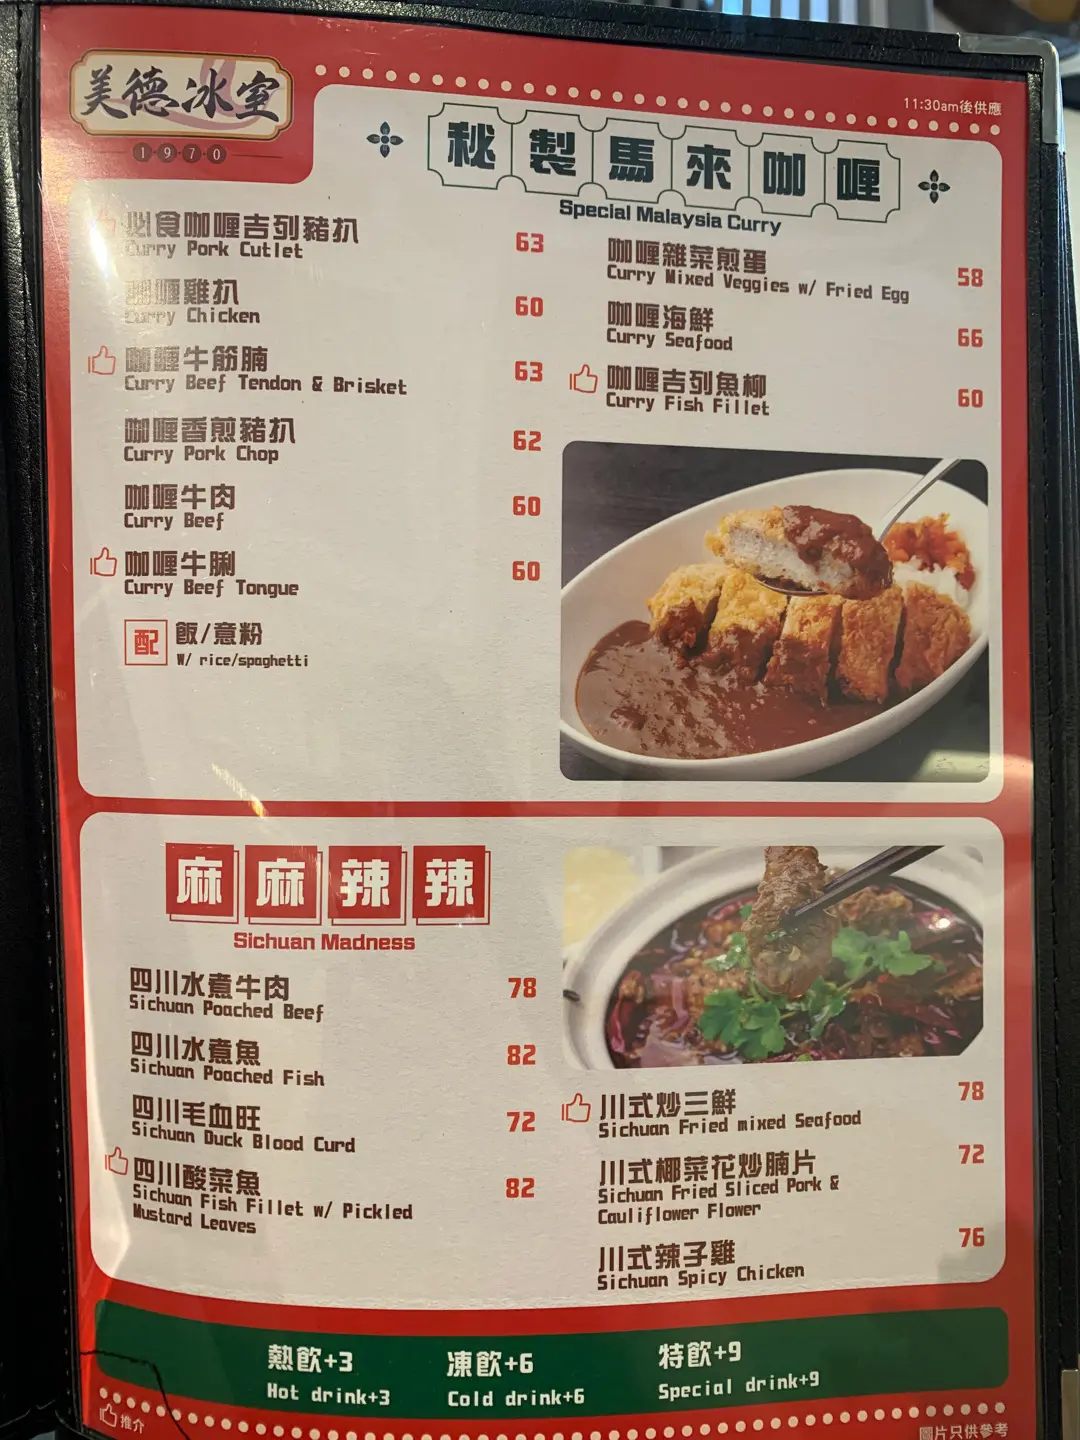 美德冰室
1970
11:30am後供應
秘製馬來咖喱
Special Malaysia Curry
必食咖喱吉列豬扒 63
Curry Pork Cutlet
咖喱雞扒 60
Curry Chicken
咖喱牛筋腩 63
Curry Beef Tendon & Brisket
咖喱香煎豬扒 62
Curry Pork Chop
咖喱牛肉 60
Curry Beef
咖喱牛脷 60
Curry Beef Tongue
配 飯/意粉
W/ rice/spaghetti
咖喱雜菜煎蛋 58
Curry Mixed Veggies w/ Fried Egg
咖喱海鮮 66
Curry Seafood
咖喱吉列魚柳 60
Curry Fish Fillet
麻麻辣辣
Sichuan Madness
四川水煮牛肉 78
Sichuan Poached Beef
四川水煮魚 82
Sichuan Poached Fish
四川毛血旺 72
Sichuan Duck Blood Curd
四川酸菜魚 82
Sichuan Fish Fillet w/ Pickled
Mustard Leaves
川式炒三鮮 78
Sichuan Fried mixed Seafood
川式椰菜花炒腩片 72
Sichuan Fried Sliced Pork &
Cauliflower Flower
川式辣子雞 76
Sichuan Spicy Chicken
熱飲+3 凍飲+6 特飲+9
Hot drink+3 Cold drink+6 Special drink+9
推介
圖片只供參考